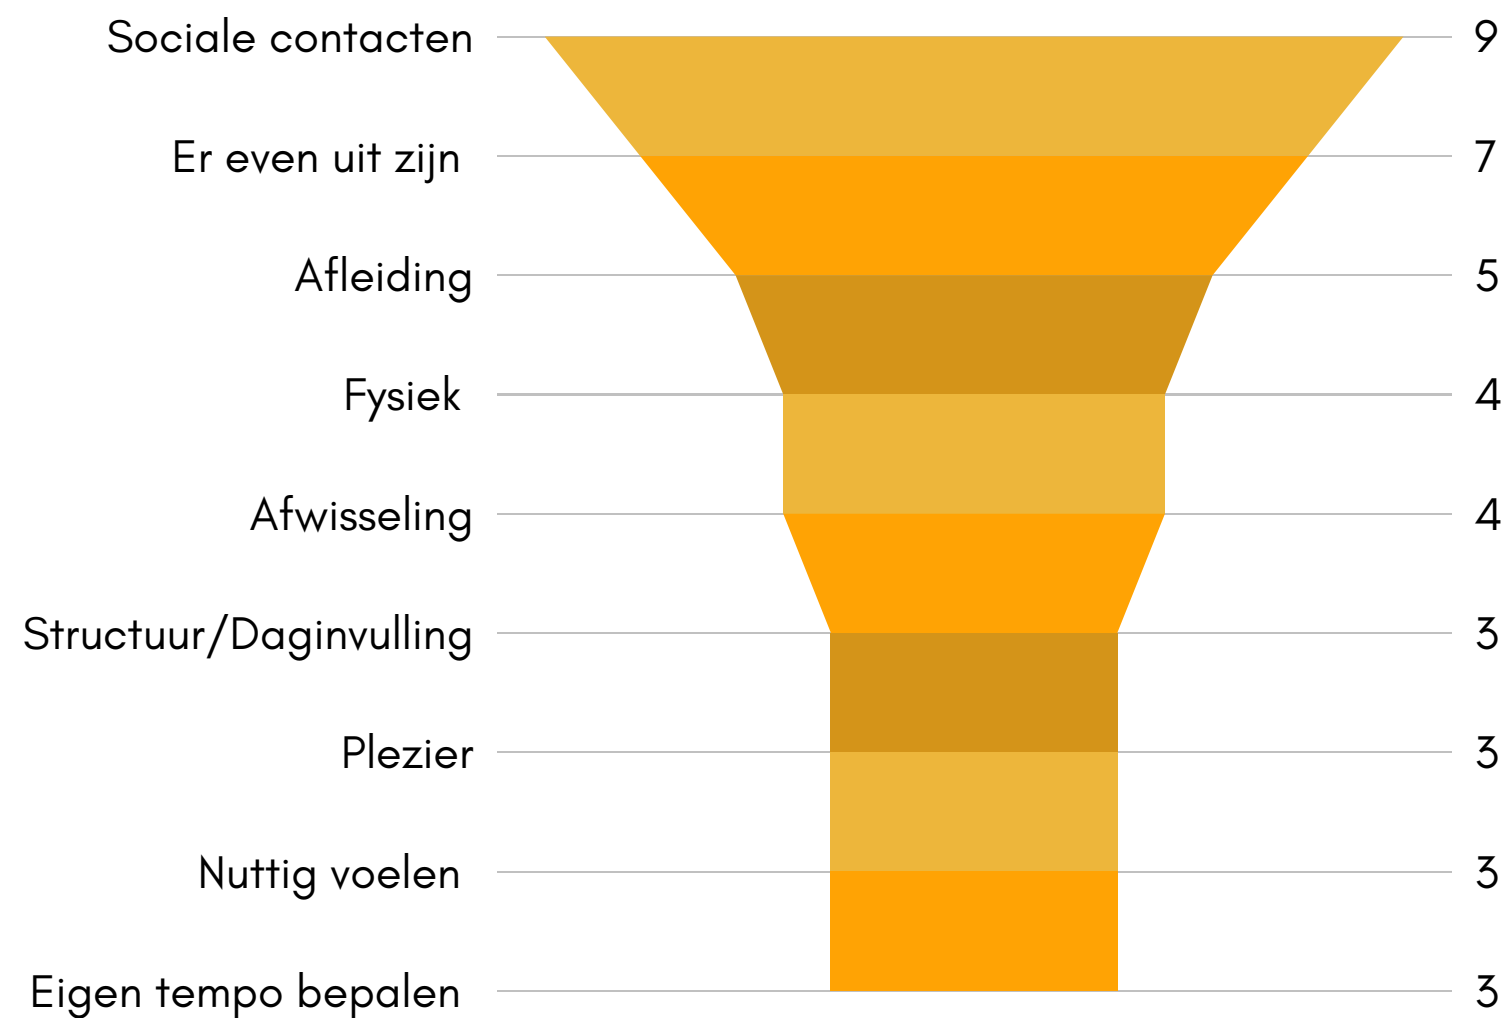 Sociale contacten 9
Er even uit zijn 7
Afleiding 5
Fysiek 4
Afwisseling 4
Structuur/Daginvulling 3
Plezier 3
Nuttig voelen 3
Eigen tempo bepalen 3